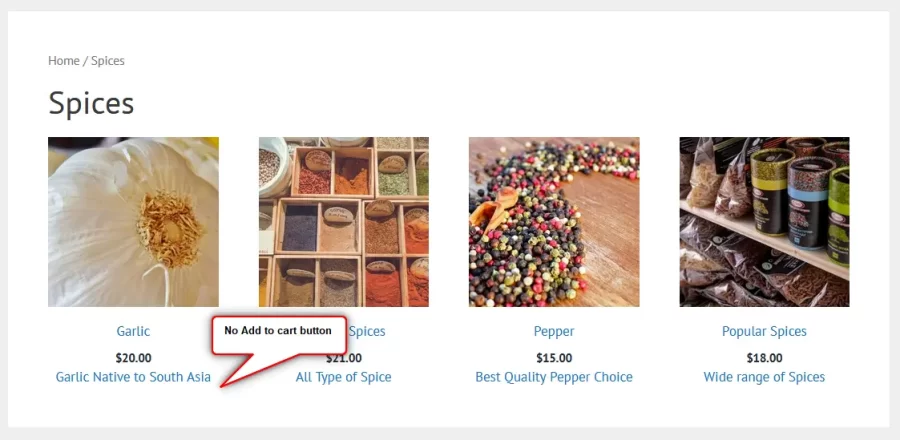 Home / Spices
Spices
Garlic
Spices
Pepper
Popular Spices
No Add to cart button
$20.00
$21.00
$15.00
$18.00
Garlic Native to South Asia
All Type of Spice
Best Quality Pepper Choice
Wide range of Spices